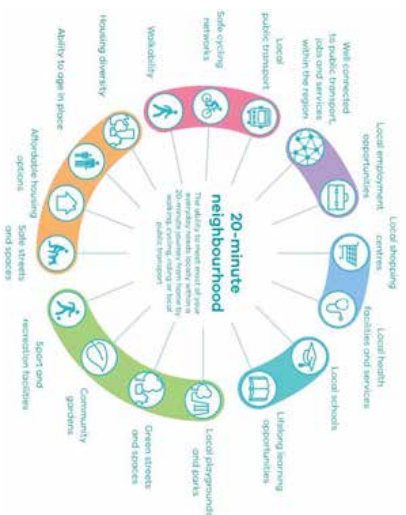 20-minute
neighbourhood
The ability to meet most of your
everyday needs locally within a
20-minute journey from home by
walking, cycling, riding or local
public transport
Local shopping
centres
Local health
facilities and services
Local schools
Lifelong learning
opportunities
Local playgrounds
and parks
Green streets
and spaces
Community
gardens
Sport and
recreation facilities
Safe streets
and spaces
Affordable housing
options
Ability to age in place
Housing diversity
Walkability
Safe cycling
networks
Local
public transport
Well connected
to public transport,
jobs and services
within the region
Local employment
opportunities